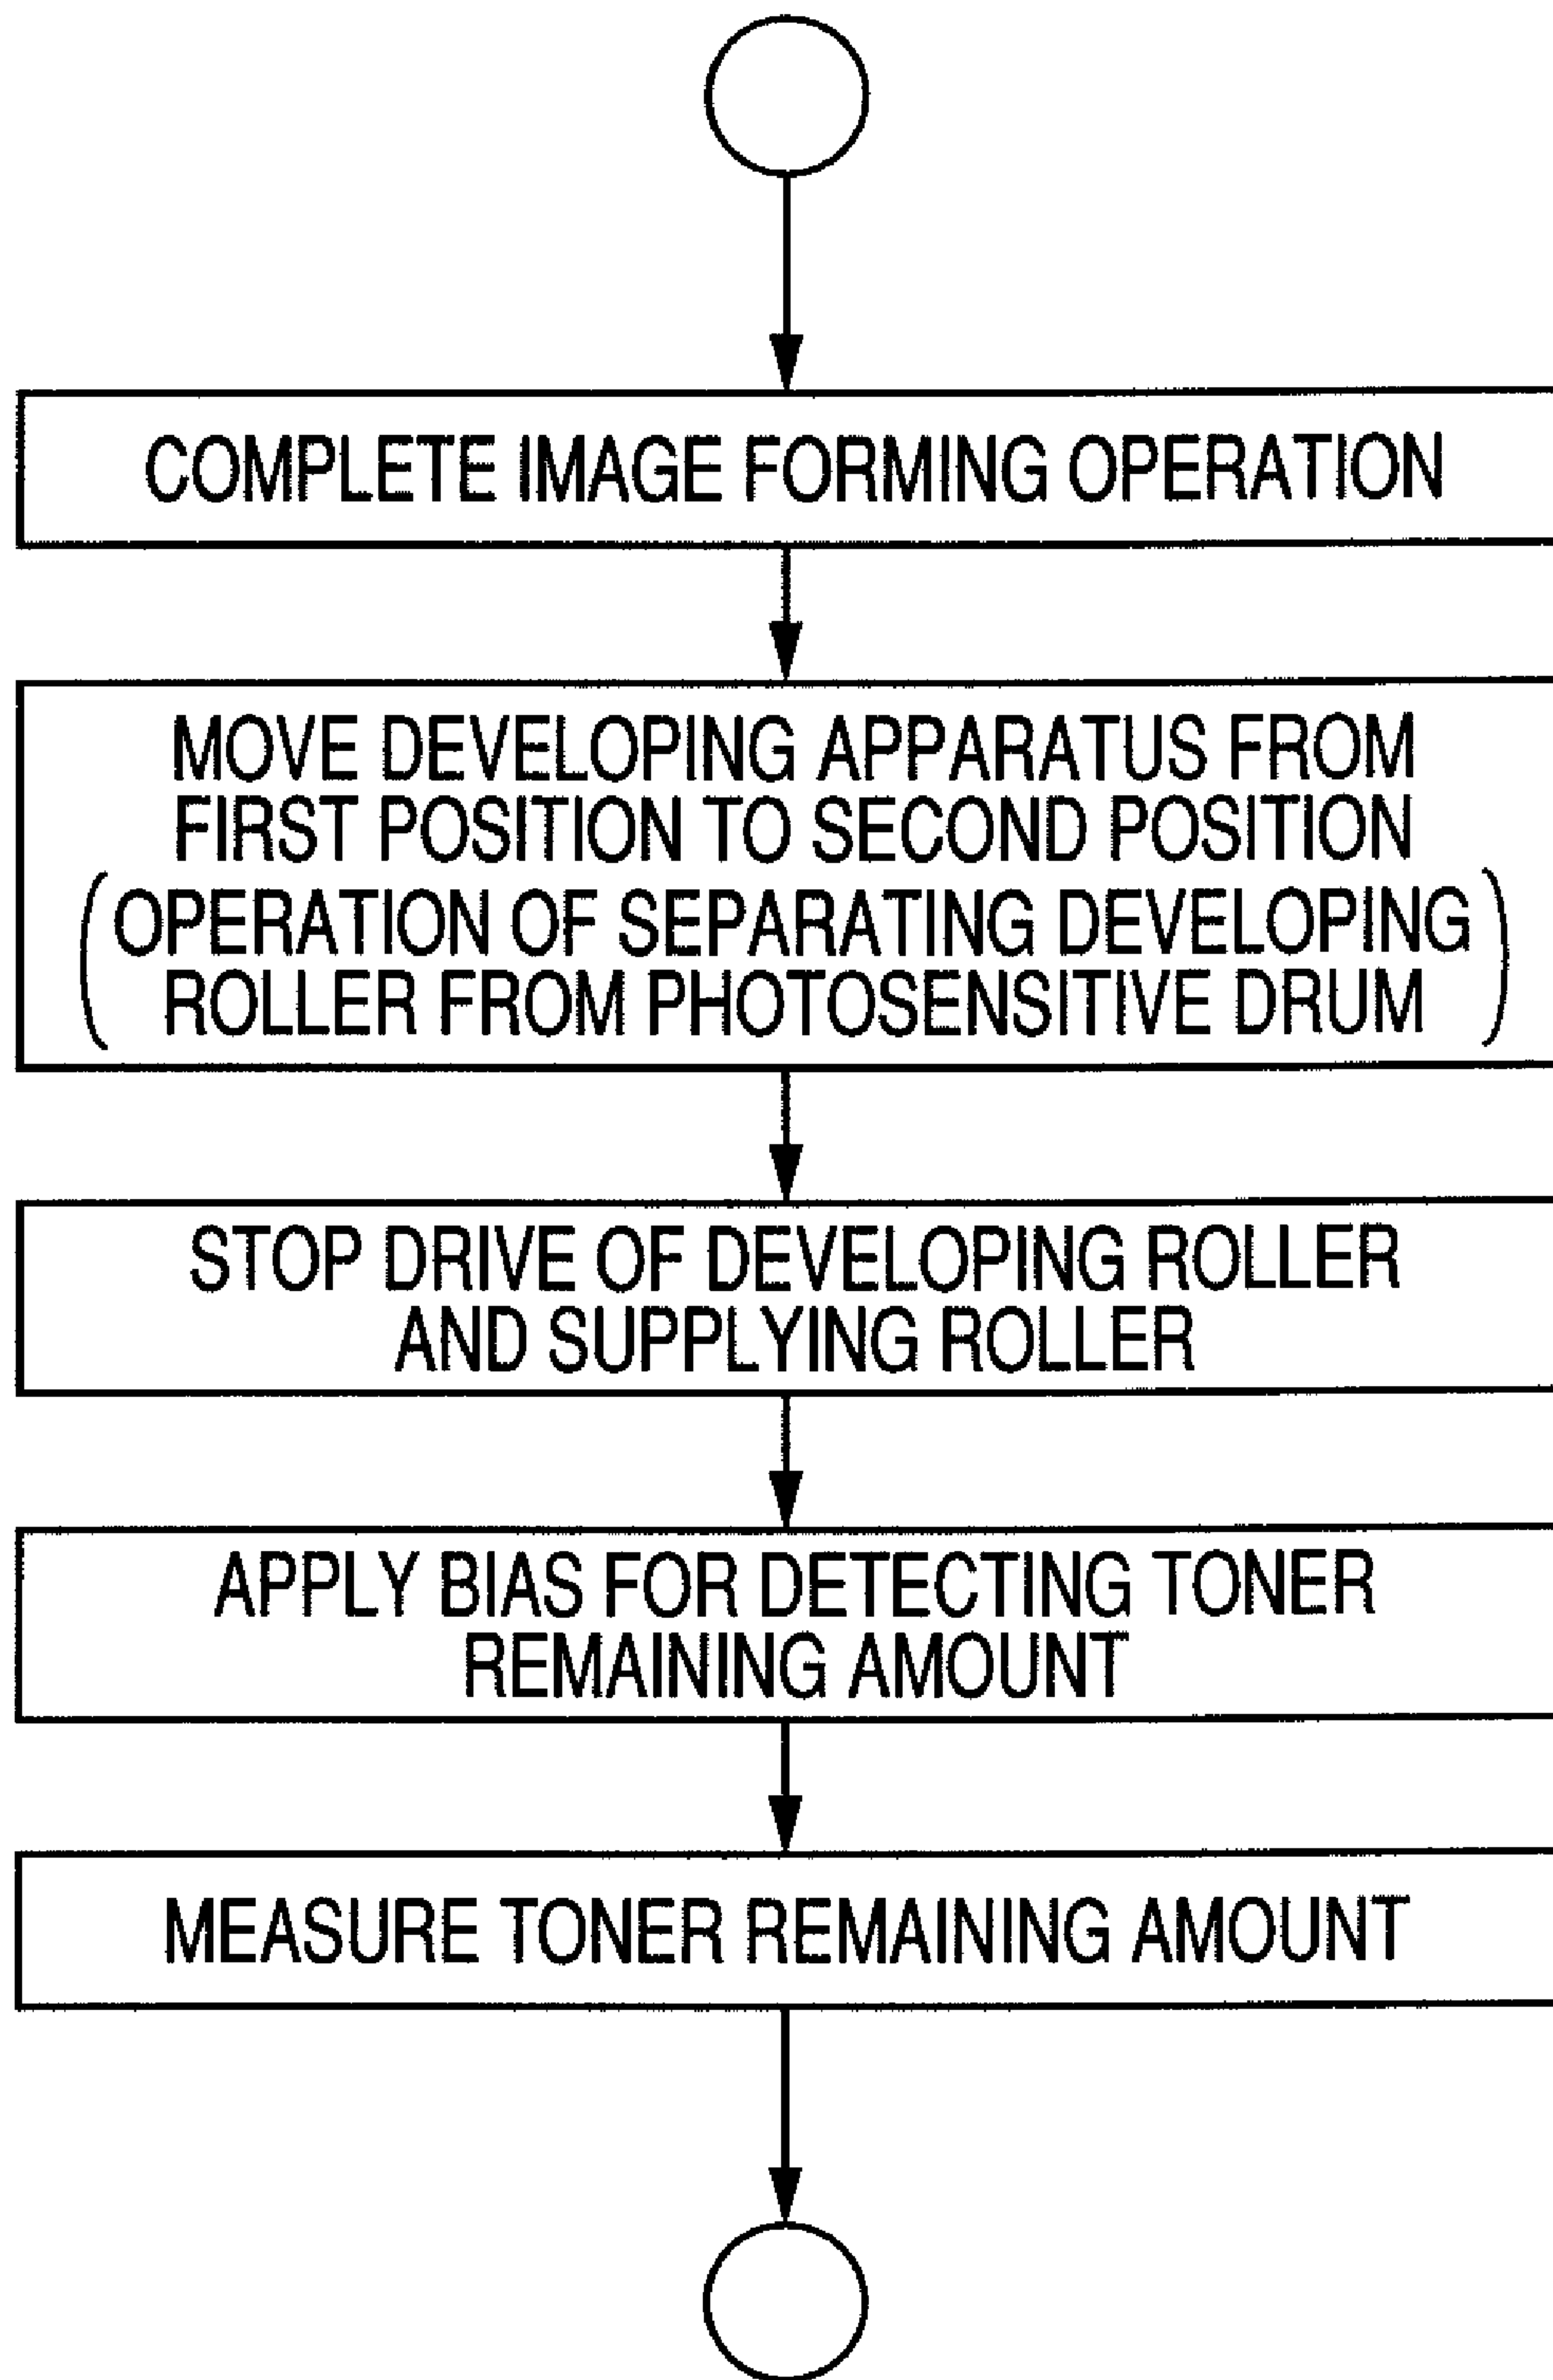 COMPLETE IMAGE FORMING OPERATION
MOVE DEVELOPING APPARATUS FROM
FIRST POSITION TO SECOND POSITION
(OPERATION OF SEPARATING DEVELOPING
ROLLER FROM PHOTOSENSITIVE DRUM)
STOP DRIVE OF DEVELOPING ROLLER
AND SUPPLYING ROLLER
APPLY BIAS FOR DETECTING TONER
REMAINING AMOUNT
MEASURE TONER REMAINING AMOUNT